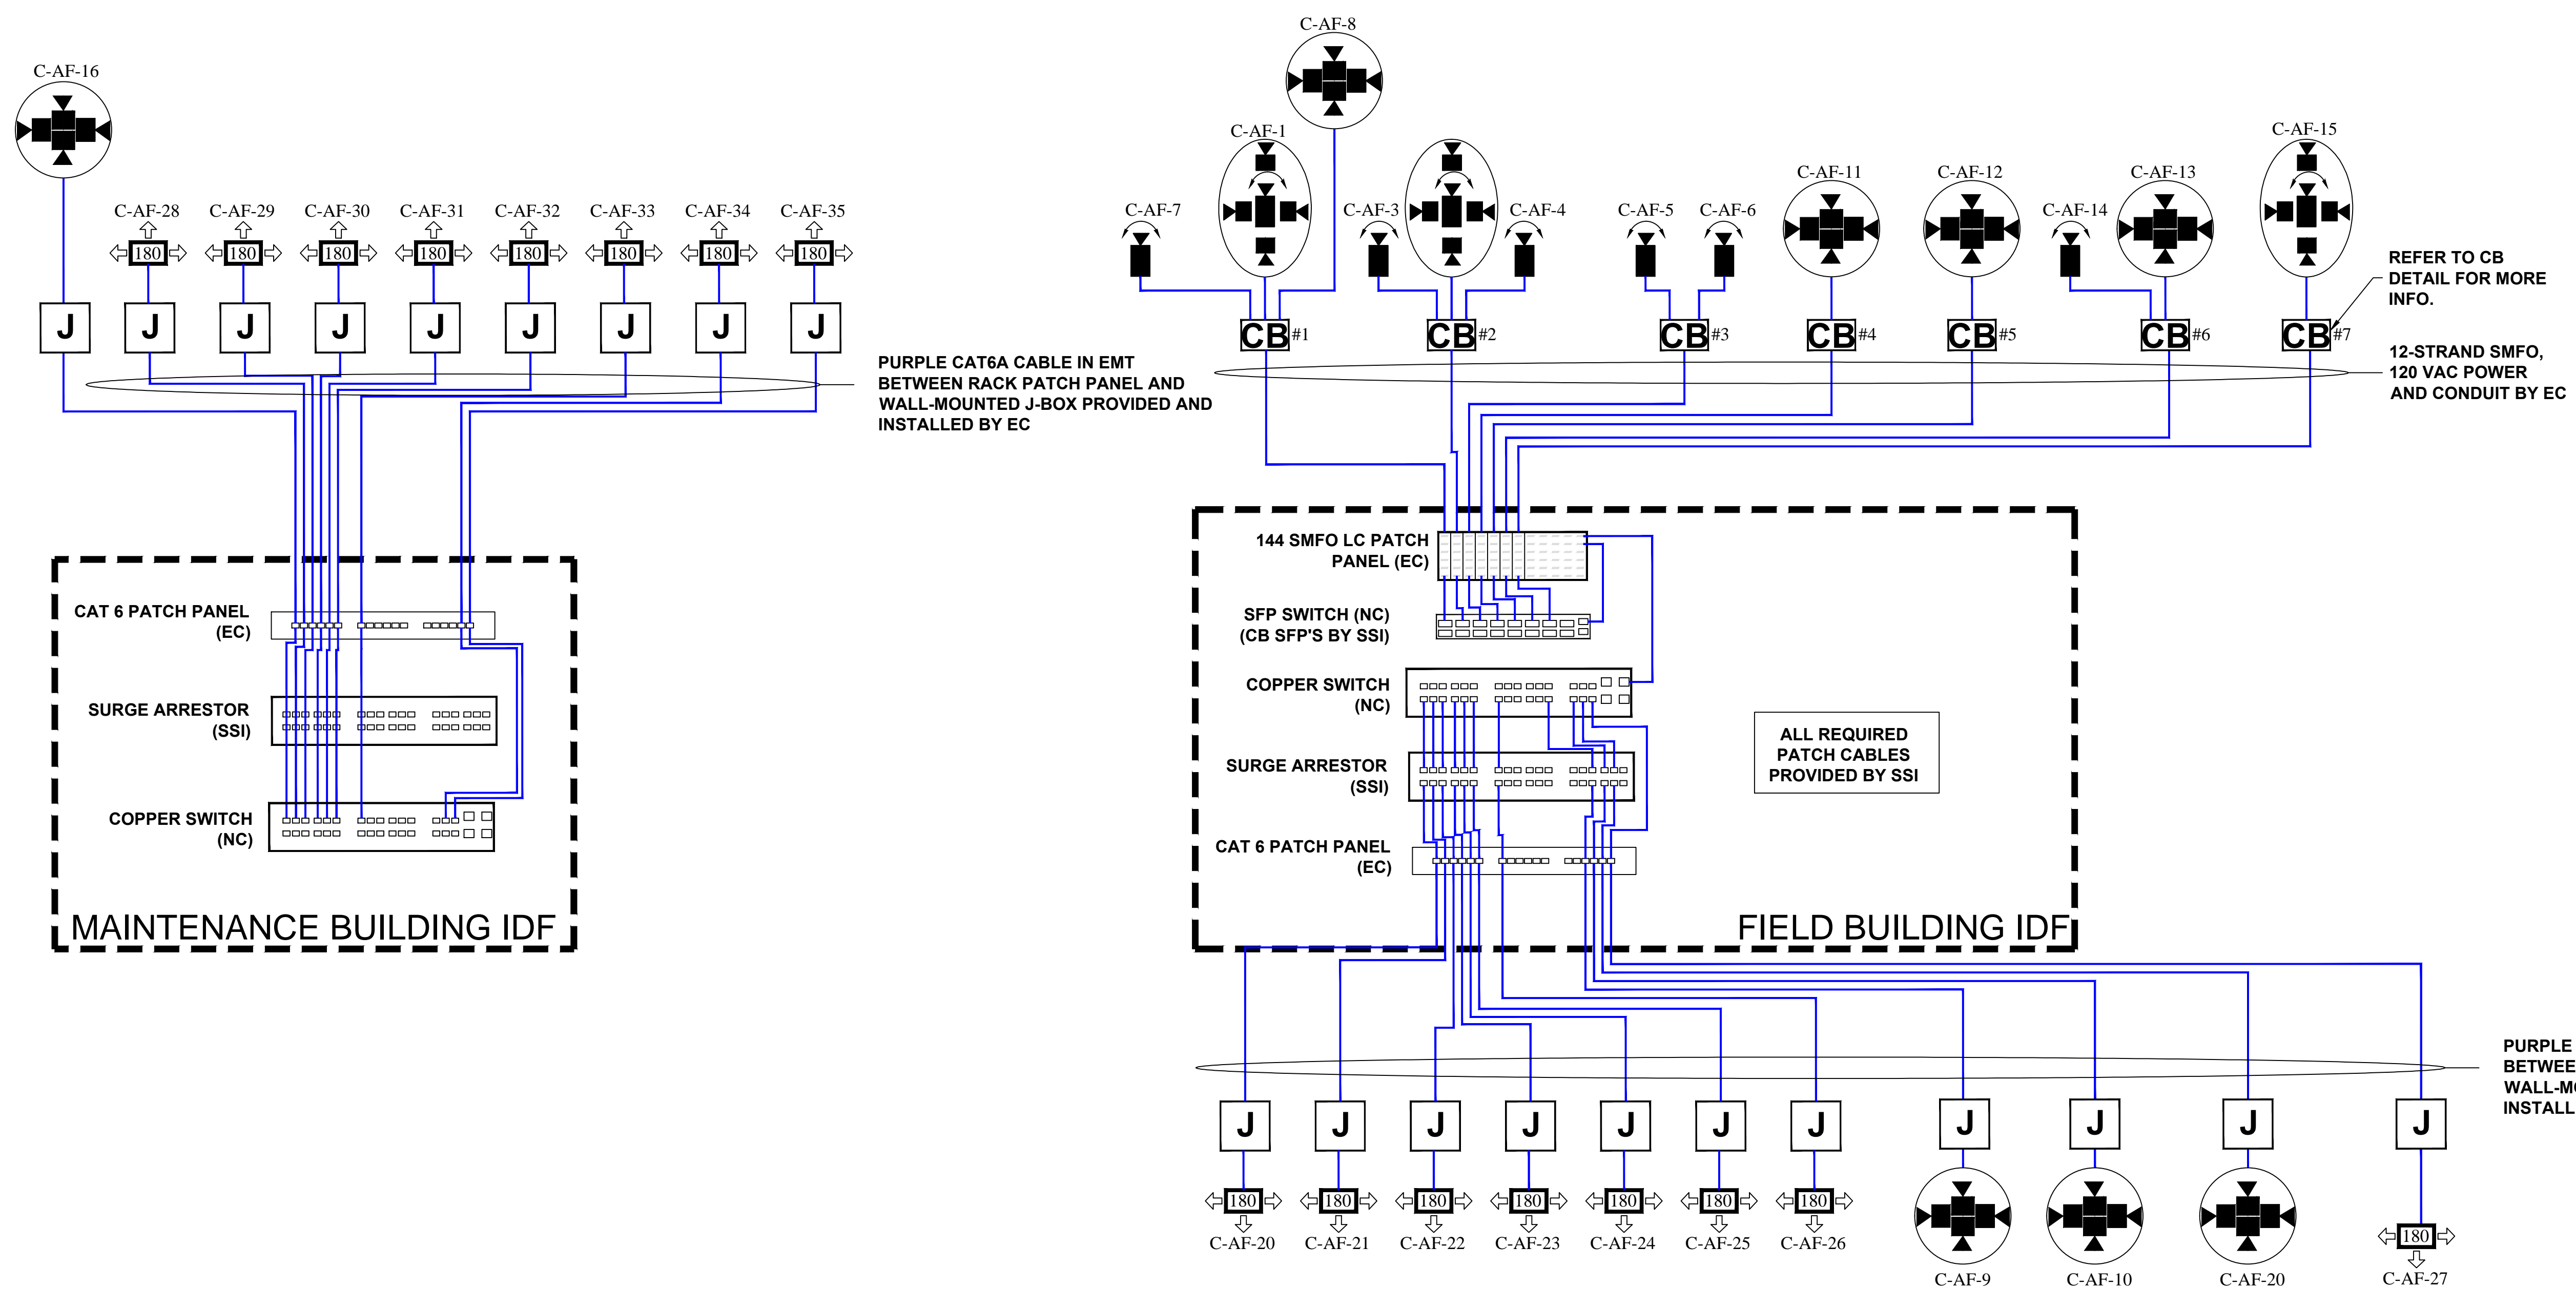 C-AF-8
C-AF-16
C-AF-1
C-AF-15
C-AF-11
C-AF-12
C-AF-13
C-AF-28
C-AF-29
C-AF-30
C-AF-31
C-AF-32
C-AF-33
C-AF-34
C-AF-35
C-AF-7
C-AF-3
C-AF-4
C-AF-5
C-AF-6
C-AF-14
180
180
180
180
180
180
180
180
J
J
J
J
J
J
J
J
J
CB #1
CB #2
CB #3
CB #4
CB #5
CB #6
CB #7
REFER TO CB
DETAIL FOR MORE
INFO.
12-STRAND SMFO,
120 VAC POWER
AND CONDUIT BY EC
PURPLE CAT6A CABLE IN EMT
BETWEEN RACK PATCH PANEL AND
WALL-MOUNTED J-BOX PROVIDED AND
INSTALLED BY EC
CAT 6 PATCH PANEL
(EC)
SURGE ARRESTOR
(SSI)
COPPER SWITCH
(NC)
MAINTENANCE BUILDING IDF
144 SMFO LC PATCH
PANEL (EC)
SFP SWITCH (NC)
(CB SFP'S BY SSI)
COPPER SWITCH
(NC)
SURGE ARRESTOR
(SSI)
CAT 6 PATCH PANEL
(EC)
ALL REQUIRED
PATCH CABLES
PROVIDED BY SSI
FIELD BUILDING IDF
PURPLE
BETWEE
WALL-M
INSTALL
J
J
J
J
J
J
J
J
J
J
J
180
180
180
180
180
180
180
180
C-AF-20
C-AF-21
C-AF-22
C-AF-23
C-AF-24
C-AF-25
C-AF-26
C-AF-9
C-AF-10
C-AF-20
C-AF-27